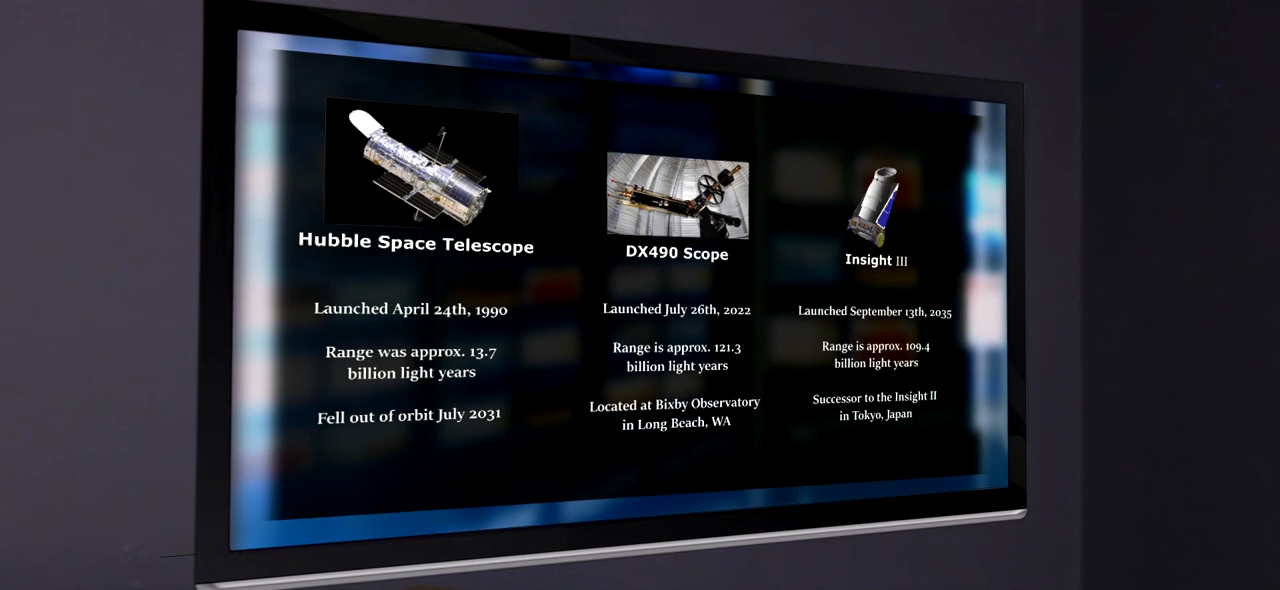 Hubble Space Telescope
Launched April 24th, 1990
Range was approx. 13.7
billion light years
Fell out of orbit July 2031
DX490 Scope
Launched July 26th, 2022
Range is approx. 121.3
billion light years
Located at Bixby Observatory
in Long Beach, WA
Insight III
Launched September 13th, 2035
Range is approx. 109.4
billion light years
Successor to the Insight II
in Tokyo, Japan